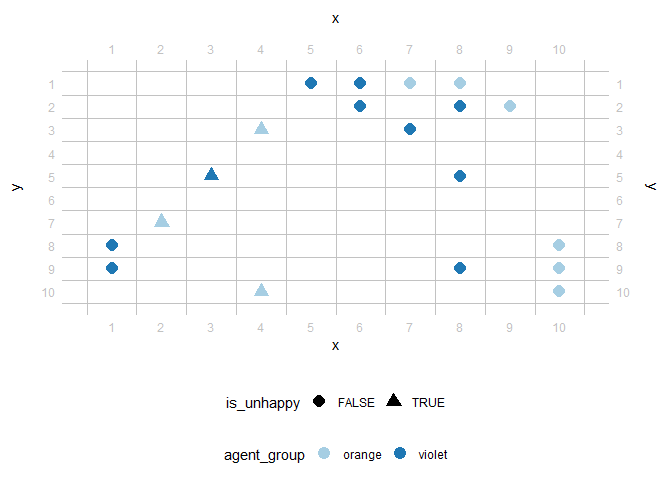 x
1 2 3 4 5 6 7 8 9 10
1 1
2 2
3 3
4 4
y 5 5 y
6 6
7 7
8 8
9 9
10 10
1 2 3 4 5 6 7 8 9 10
x
is_unhappy FALSE TRUE
agent_group orange violet